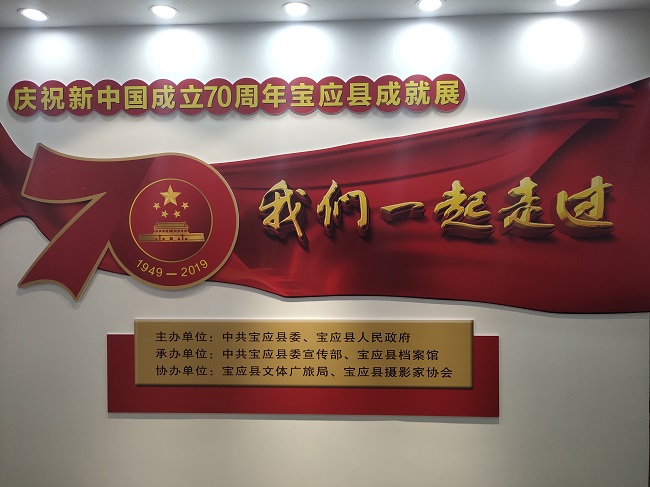 庆祝新中国成立70周年宝应县成就展
70
我们一起走过
1949—2019
主办单位：中共宝应县委、宝应县人民政府
承办单位：中共宝应县委宣传部、宝应县档案馆
协办单位：宝应县文体广旅局、宝应县摄影家协会